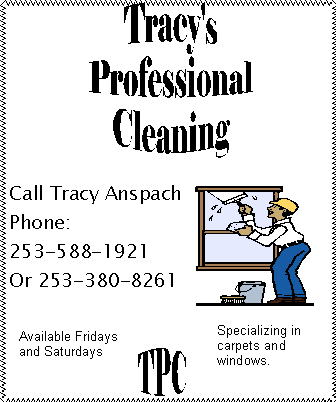 Tracy's
Professional
Cleaning
Call Tracy Anspach
Phone:
253-588-1921
Or 253-380-8261
Available Fridays
and Saturdays
Specializing in
carpets and
windows.
TPC